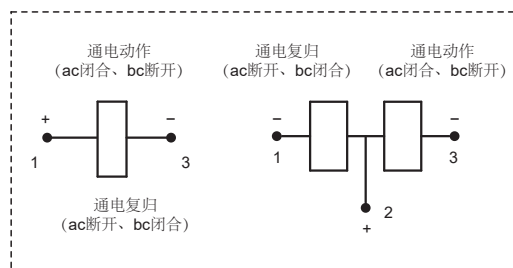 通电动作
（ac闭合、bc断开）
+
−
1
3
通电复归
（ac断开、bc闭合）
通电复归
（ac断开、bc闭合）
通电动作
（ac闭合、bc断开）
−
−
1
3
2
+